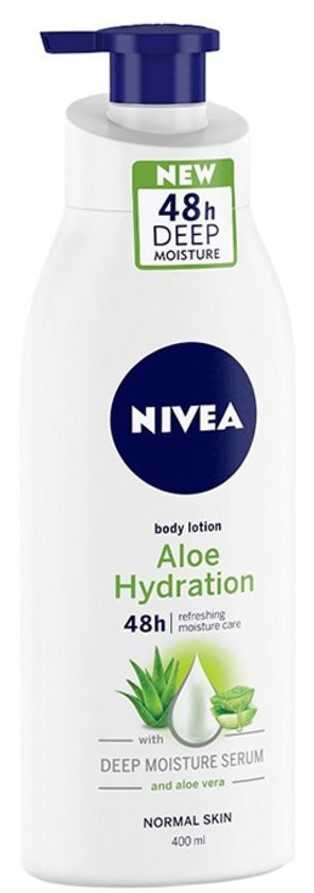 NEW
48h
DEEP
MOISTURE
NIVEA
body lotion
Aloe
Hydration
48h | refreshing
moisture care
with
DEEP MOISTURE SERUM
and aloe vera
NORMAL SKIN
400 ml